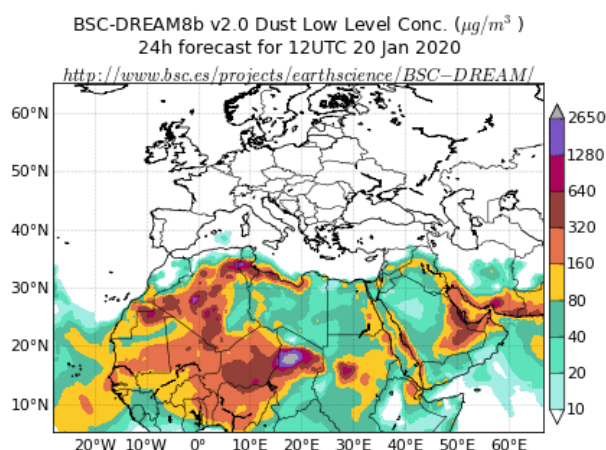 BSC-DREAM8b v2.0 Dust Low Level Conc. (μg/m³ )
24h forecast for 12UTC 20 Jan 2020
http://www.bsc.es/projects/earthscience/BSC−DREAM/
60°N
50°N
40°N
30°N
20°N
10°N
20°W
10°W
0°
10°E
20°E
30°E
40°E
50°E
60°E
2650
1280
640
320
160
80
40
20
10